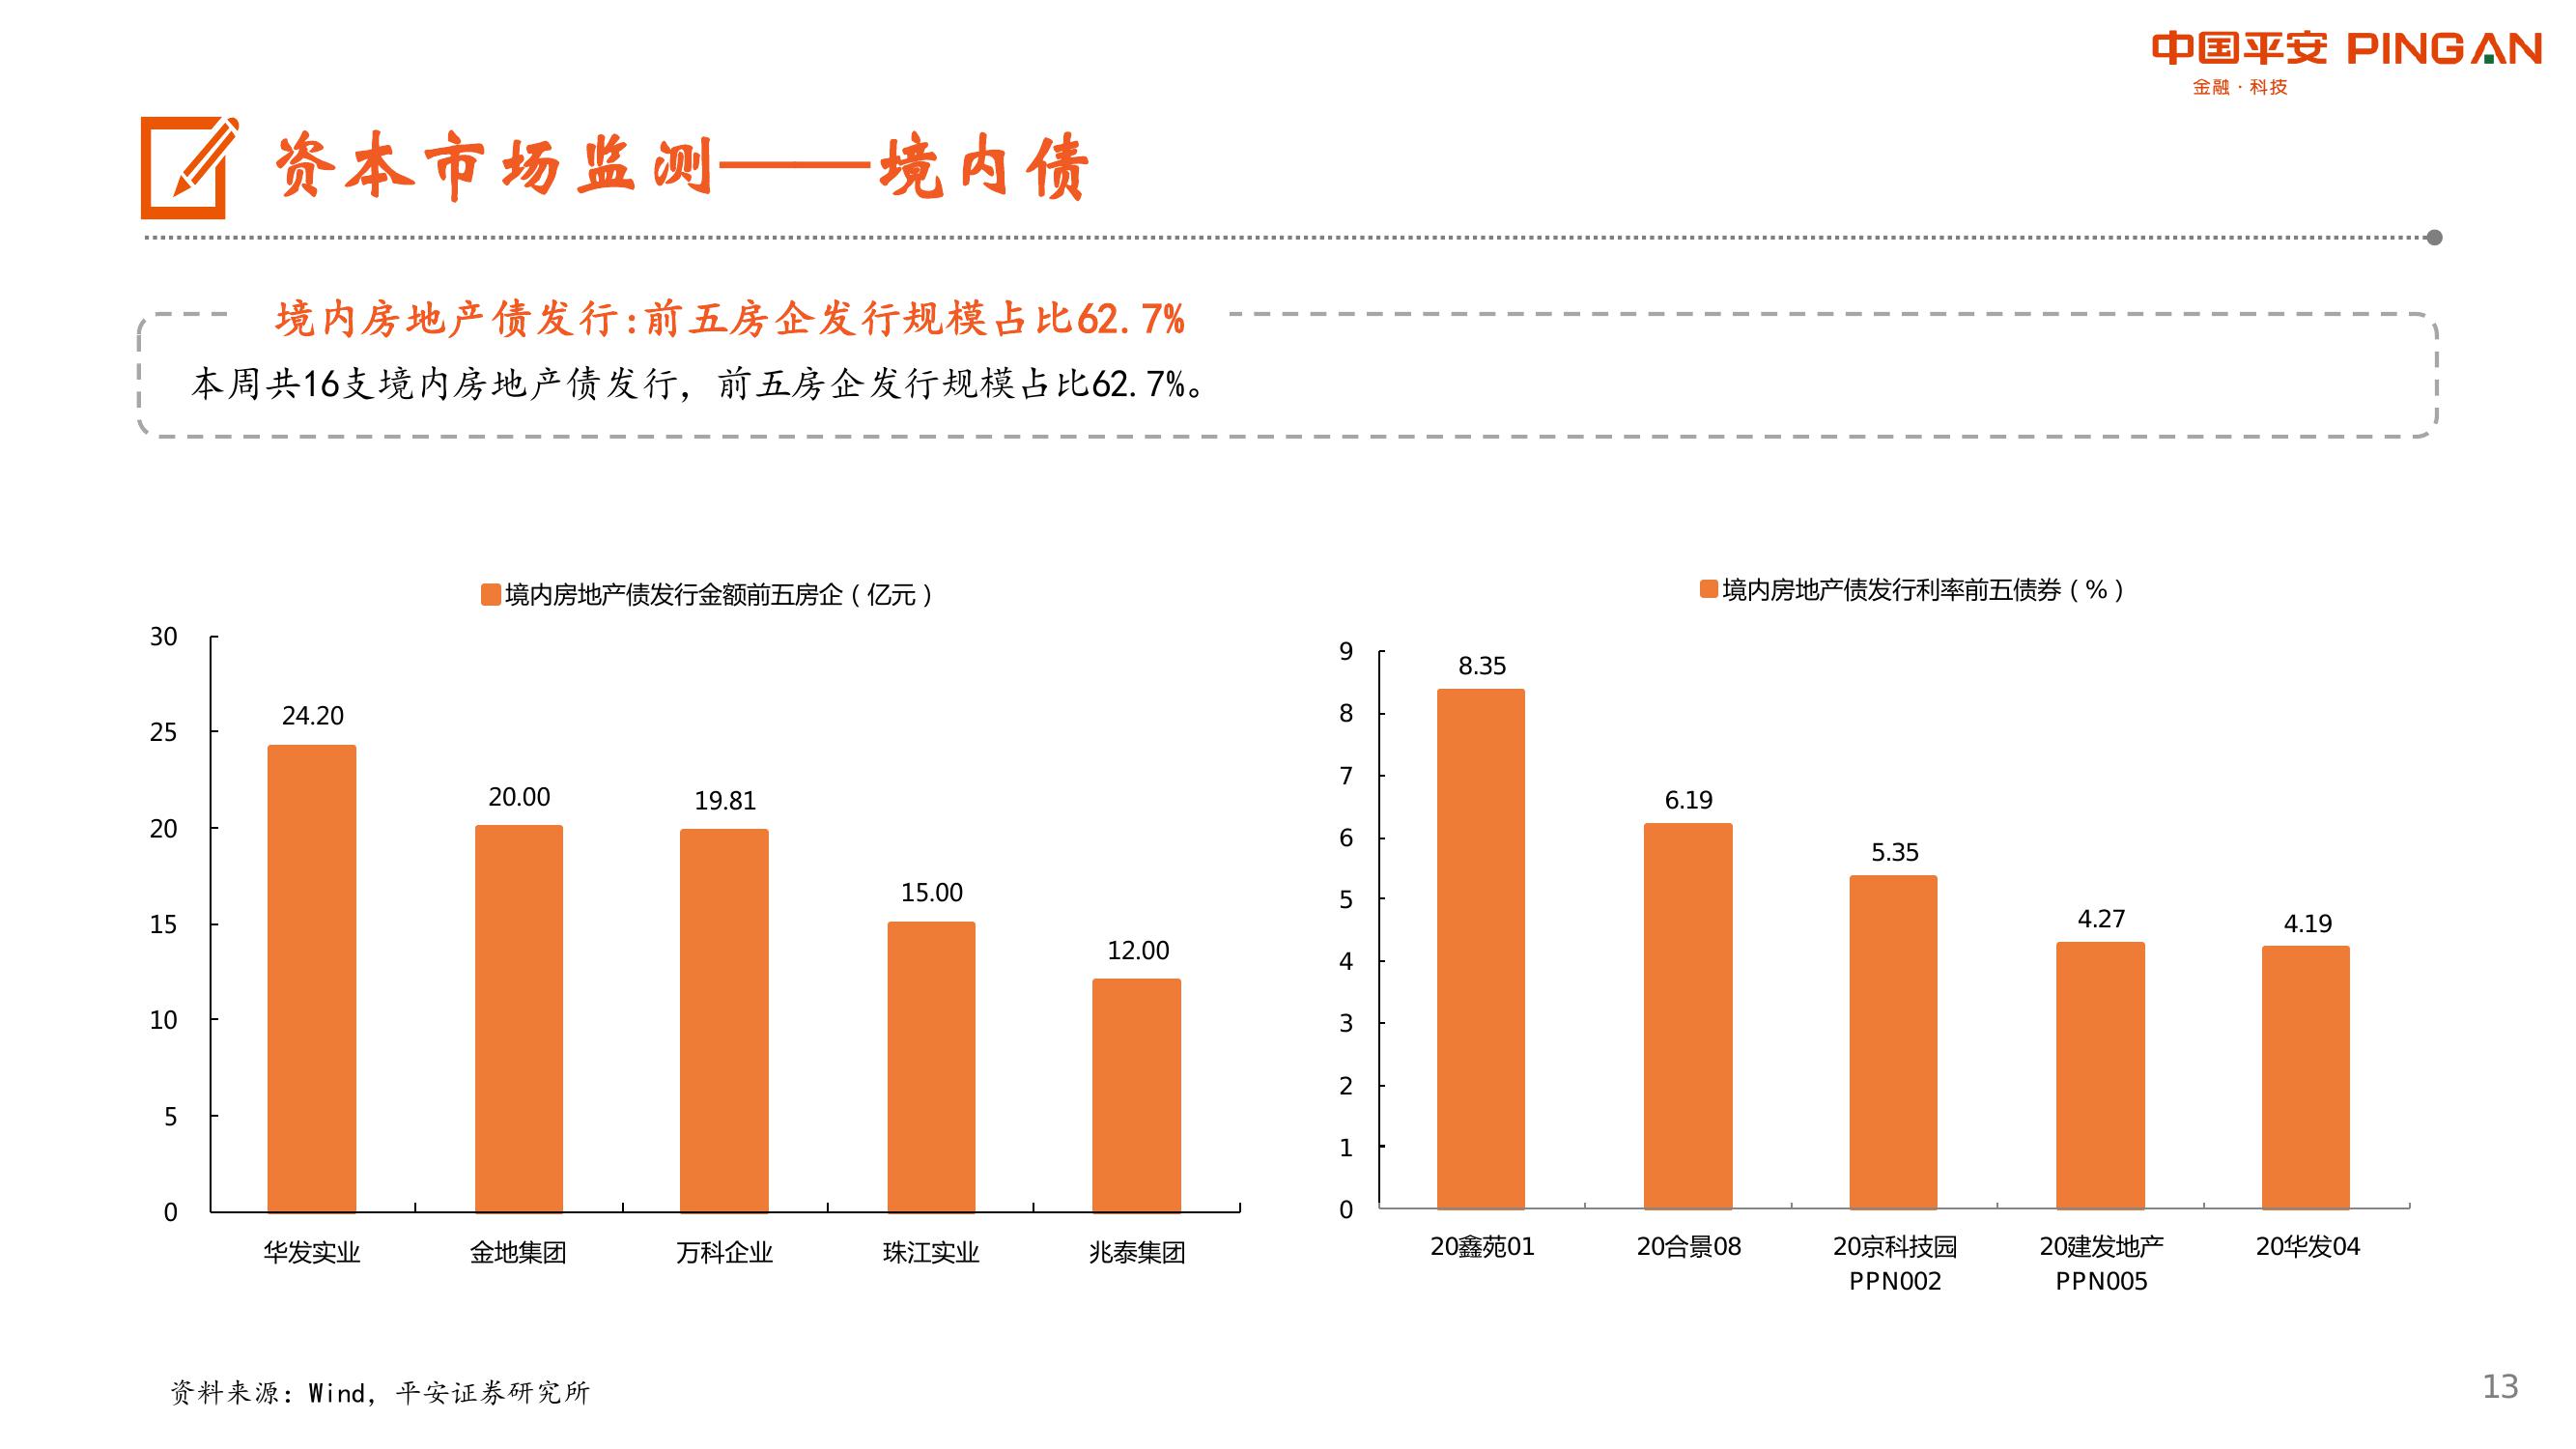 中国平安 PINGAN
金融·科技
资本市场监测——境内债
境内房地产债发行:前五房企发行规模占比62.7%
本周共16支境内房地产债发行，前五房企发行规模占比62.7%。
境内房地产债发行金额前五房企（亿元）
30
25
20
15
10
5
0
24.20
20.00
19.81
15.00
12.00
华发实业
金地集团
万科企业
珠江实业
兆泰集团
境内房地产债发行利率前五债券（%）
9
8
7
6
5
4
3
2
1
0
8.35
6.19
5.35
4.27
4.19
20鑫苑01
20合景08
20京科技园
PPN002
20建发地产
PPN005
20华发04
资料来源：Wind，平安证券研究所
13